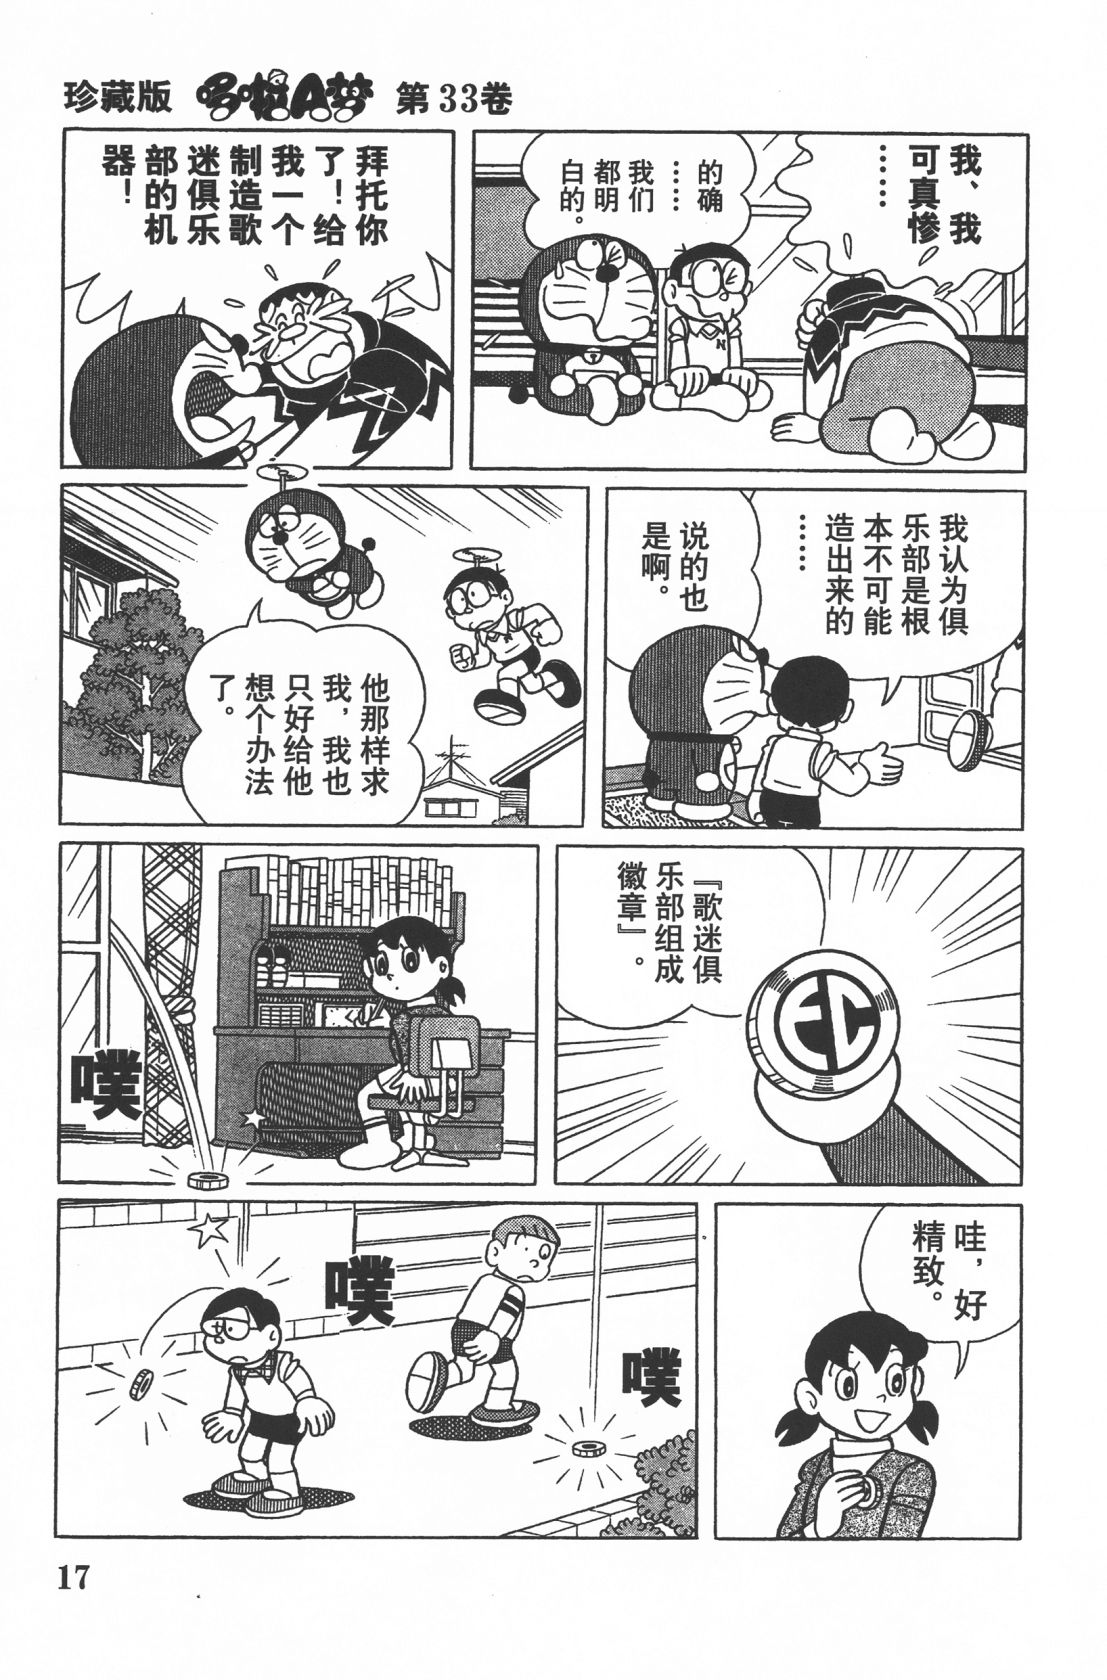 珍藏版 哆啦A梦 第33卷
我、我
可真惨
……
的确
……
我们
都明
白的。
拜托你
了！给
我一个
制造歌
迷俱乐
部的机
器！
我认为俱
乐部是根
本不可能
造出来的
……
说的也
是啊。
他那样求
我，我也
只好给他
想个办法
了。
『歌迷俱
乐部组成
徽章』。
FC
噗
哇，好
精致。
噗
噗
N
17